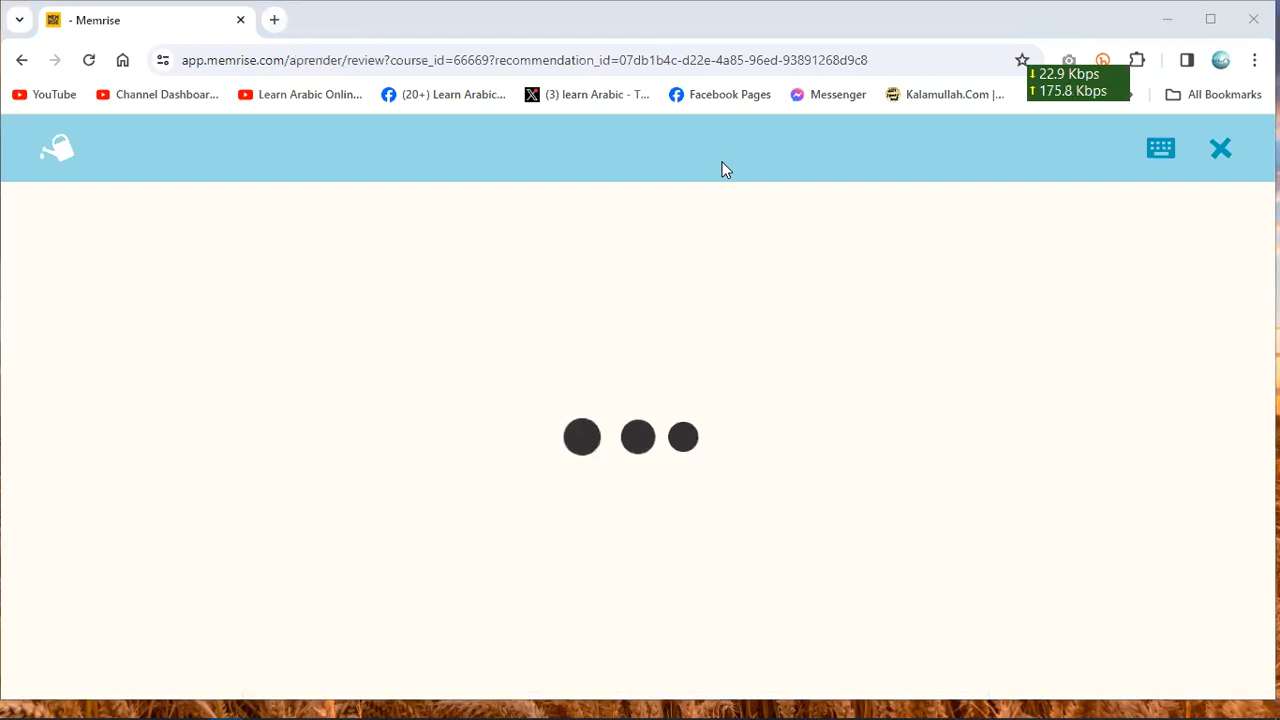 - Memrise
app.memrise.com/aprender/review?course_id=66669?recommendation_id=07db1b4c-d22e-4a85-96ed-93891268d9c8
22.9 Kbps
175.8 Kbps
YouTube
Channel Dashboar...
Learn Arabic Onlin...
(20+) Learn Arabic...
(3) learn Arabic - T...
Facebook Pages
Messenger
Kalamullah.Com |...
All Bookmarks